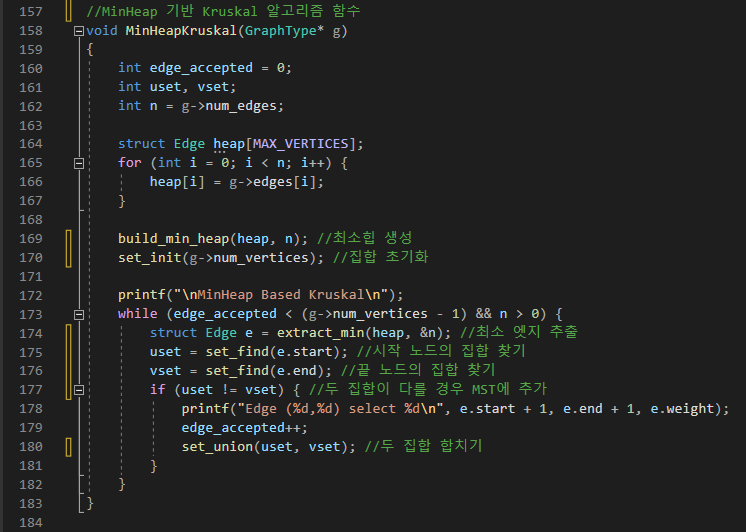 157 //MinHeap 기반 Kruskal 알고리즘 함수
158 void MinHeapKruskal(GraphType* g)
159 {
160 int edge_accepted = 0;
161 int uset, vset;
162 int n = g->num_edges;
163
164 struct Edge heap[MAX_VERTICES];
165 for (int i = 0; i < n; i++) {
166 heap[i] = g->edges[i];
167 }
168
169 build_min_heap(heap, n); //최소힙 생성
170 set_init(g->num_vertices); //집합 초기화
171
172 printf("\nMinHeap Based Kruskal\n");
173 while (edge_accepted < (g->num_vertices - 1) && n > 0) {
174 struct Edge e = extract_min(heap, &n); //최소 엣지 추출
175 uset = set_find(e.start); //시작 노드의 집합 찾기
176 vset = set_find(e.end); //끝 노드의 집합 찾기
177 if (uset != vset) { //두 집합이 다를 경우 MST에 추가
178 printf("Edge (%d,%d) select %d\n", e.start + 1, e.end + 1, e.weight);
179 edge_accepted++;
180 set_union(uset, vset); //두 집합 합치기
181 }
182 }
183 }
184